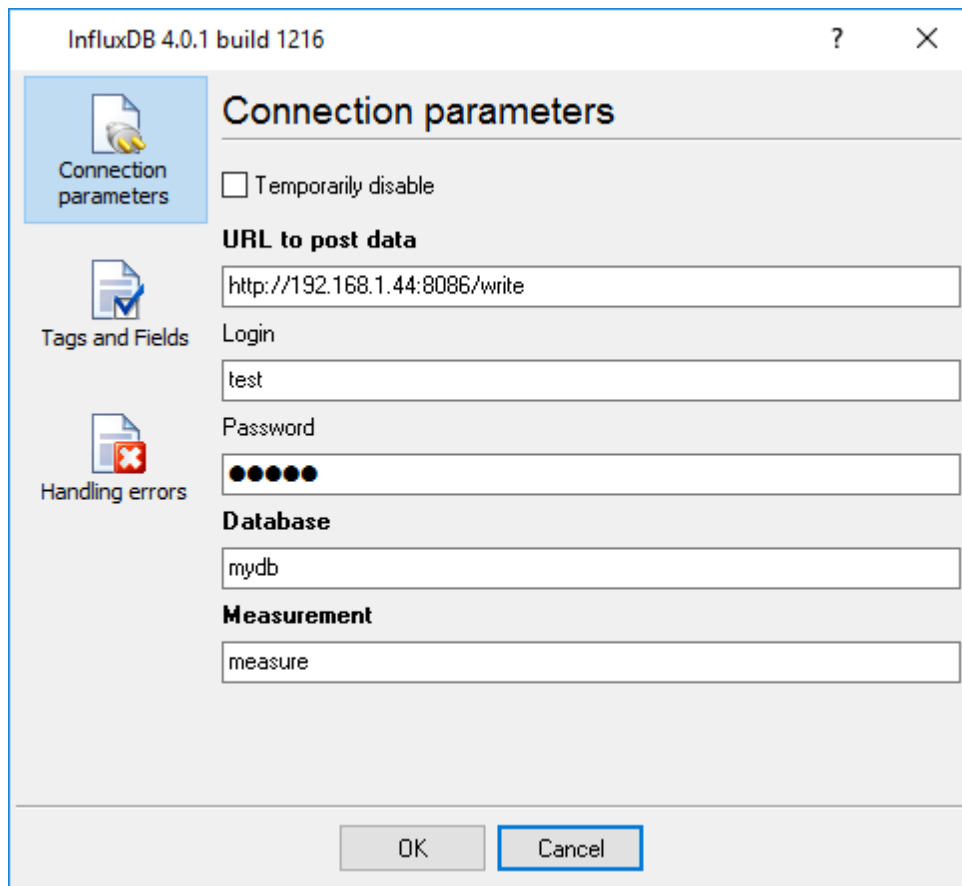 InfluxDB 4.0.1 build 1216
?
Connection
parameters
Tags and Fields
Handling errors
Connection parameters
Temporarily disable
URL to post data
http://192.168.1.44:8086/write
Login
test
Password
●●●●●
Database
mydb
Measurement
measure
OK
Cancel